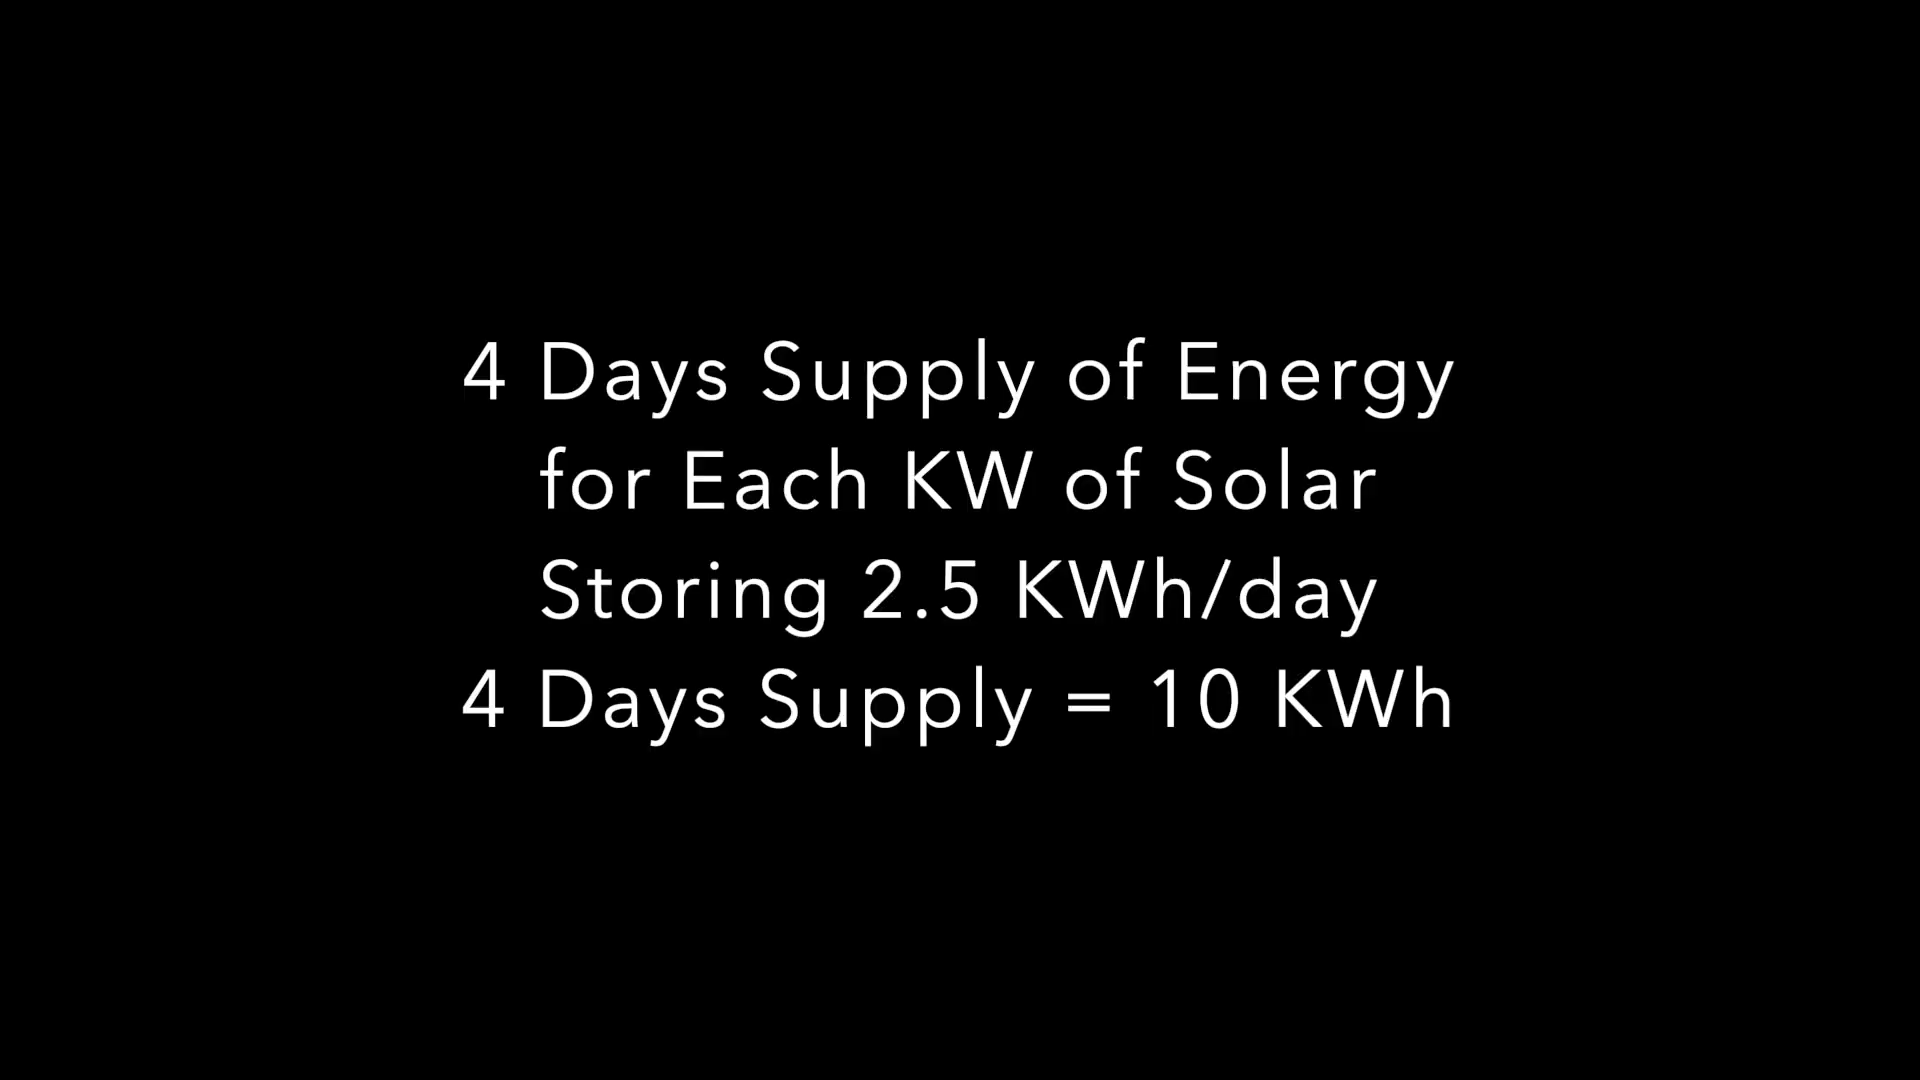 4 Days Supply of Energy
for Each KW of Solar
Storing 2.5 KWh/day
4 Days Supply = 10 KWh